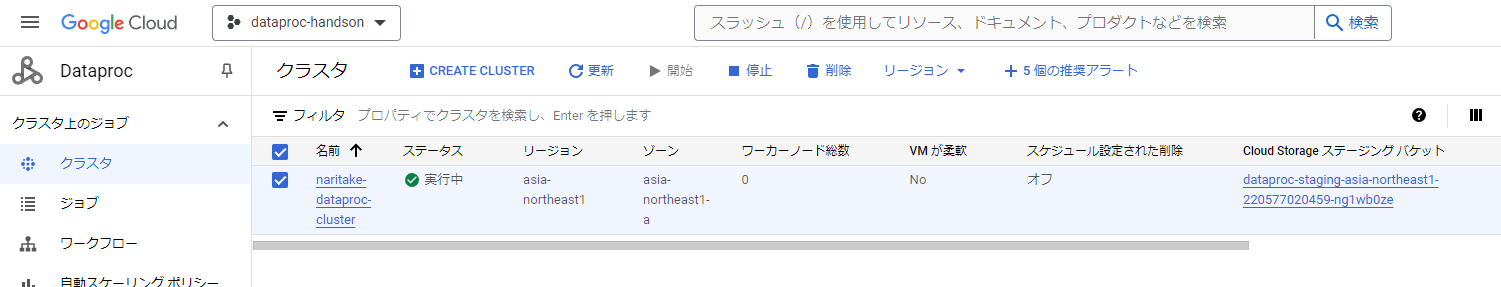 Google Cloud
dataproc-handson
スラッシュ（/）を使用してリソース、ドキュメント、プロダクトなどを検索
検索
Dataproc
クラスタ
CREATE CLUSTER
更新
開始
停止
削除
リージョン
5 個の推奨アラート
クラスタ上のジョブ
クラスタ
ジョブ
ワークフロー
自動スケーリング ポリシー
フィルタ プロパティでクラスタを検索し、Enter を押します
名前 ステータス リージョン ゾーン ワーカーノード総数 VM が柔軟 スケジュール設定された削除 Cloud Storage ステージング バケット
naritake- 実行中 asia- asia- 0 No オフ dataproc-staging-asia-northeast1-
dataproc- northeast1 northeast1- 220577020459-ng1wb0ze
cluster a